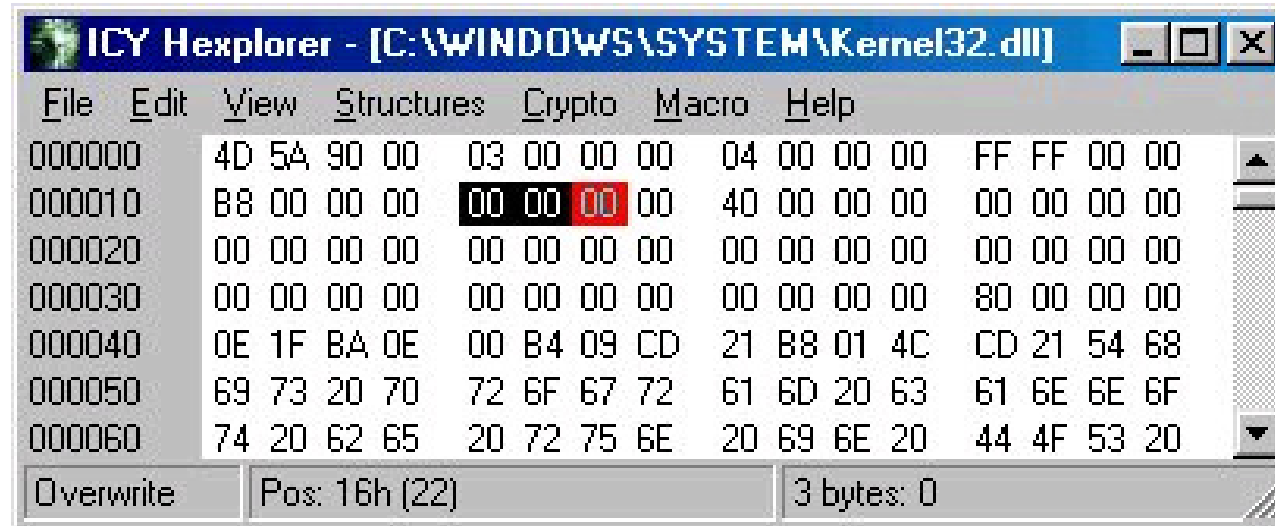 ICY Hexplorer - [C:\WINDOWS\SYSTEM\Kernel32.dll]
File Edit View Structures Crypto Macro Help
000000 4D 5A 90 00 03 00 00 00 04 00 00 00 FF FF 00 00
000010 B8 00 00 00 00 00 00 00 40 00 00 00 00 00 00 00
000020 00 00 00 00 00 00 00 00 00 00 00 00 00 00 00 00
000030 00 00 00 00 00 00 00 00 00 00 00 00 80 00 00 00
000040 0E 1F BA 0E 00 B4 09 CD 21 B8 01 4C CD 21 54 68
000050 69 73 20 70 72 6F 67 72 61 6D 20 63 61 6E 6E 6F
000060 74 20 62 65 20 72 75 6E 20 69 6E 20 44 4F 53 20
Overwrite Pos: 16h (22) 3 bytes: 0